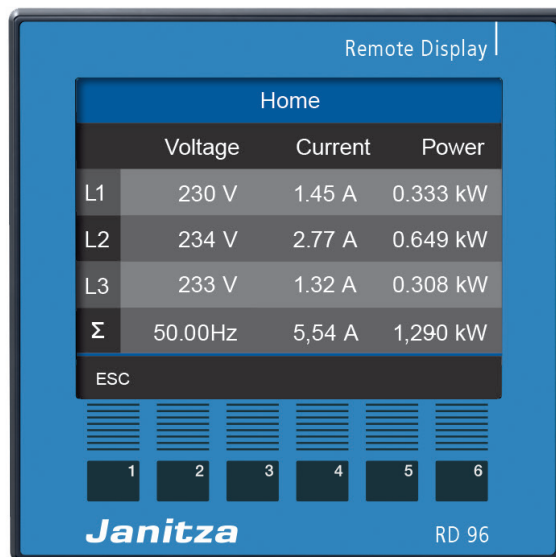 Remote Display
Home
Voltage Current Power
L1 230 V 1.45 A 0.333 kW
L2 234 V 2.77 A 0.649 kW
L3 233 V 1.32 A 0.308 kW
Σ 50.00Hz 5,54 A 1,290 kW
ESC
1 2 3 4 5 6
Janitza RD 96